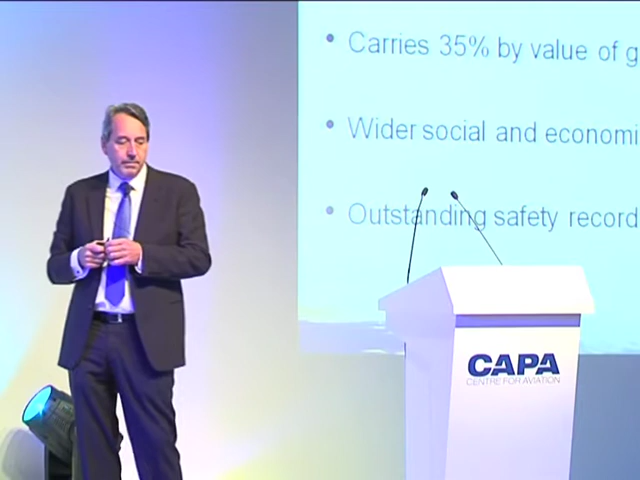 Carries 35% by value of g
Wider social and economi
Outstanding safety record
CAPA
CENTRE FOR AVIATION